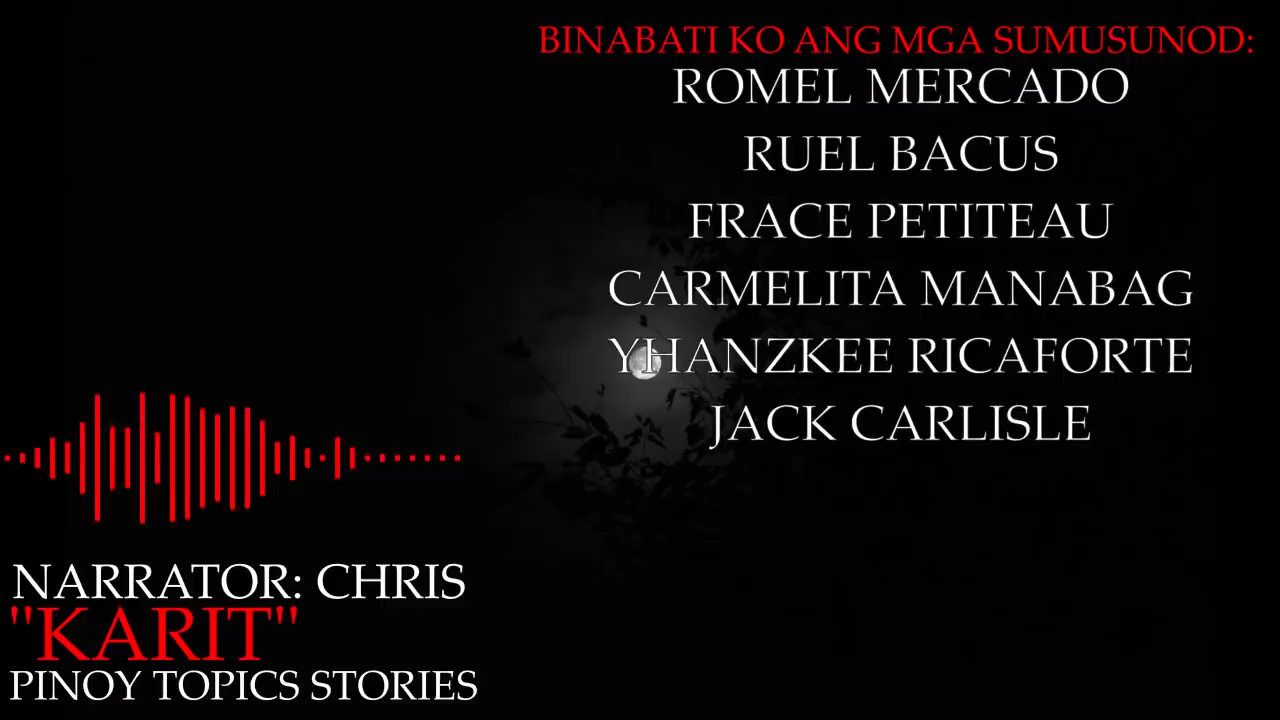 BINABATI KO ANG MGA SUMUSUNOD:
ROMEL MERCADO
RUEL BACUS
FRACE PETITEAU
CARMELITA MANABAG
YHANZKEE RICAFORTE
JACK CARLISLE
NARRATOR: CHRIS
"KARIT"
PINOY TOPICS STORIES